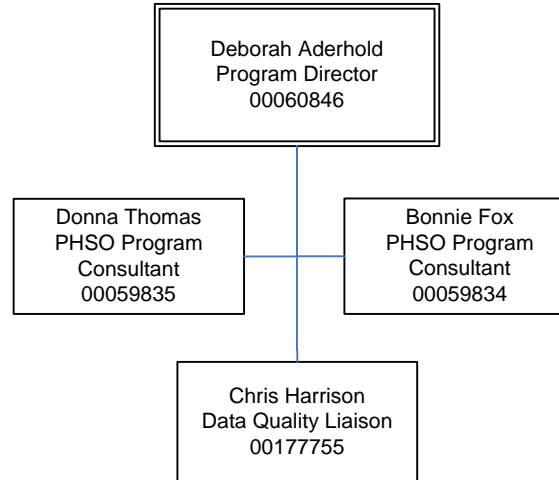 Deborah Aderhold
Program Director
00060846
Donna Thomas
PHSO Program
Consultant
00059835
Bonnie Fox
PHSO Program
Consultant
00059834
Chris Harrison
Data Quality Liaison
00177755